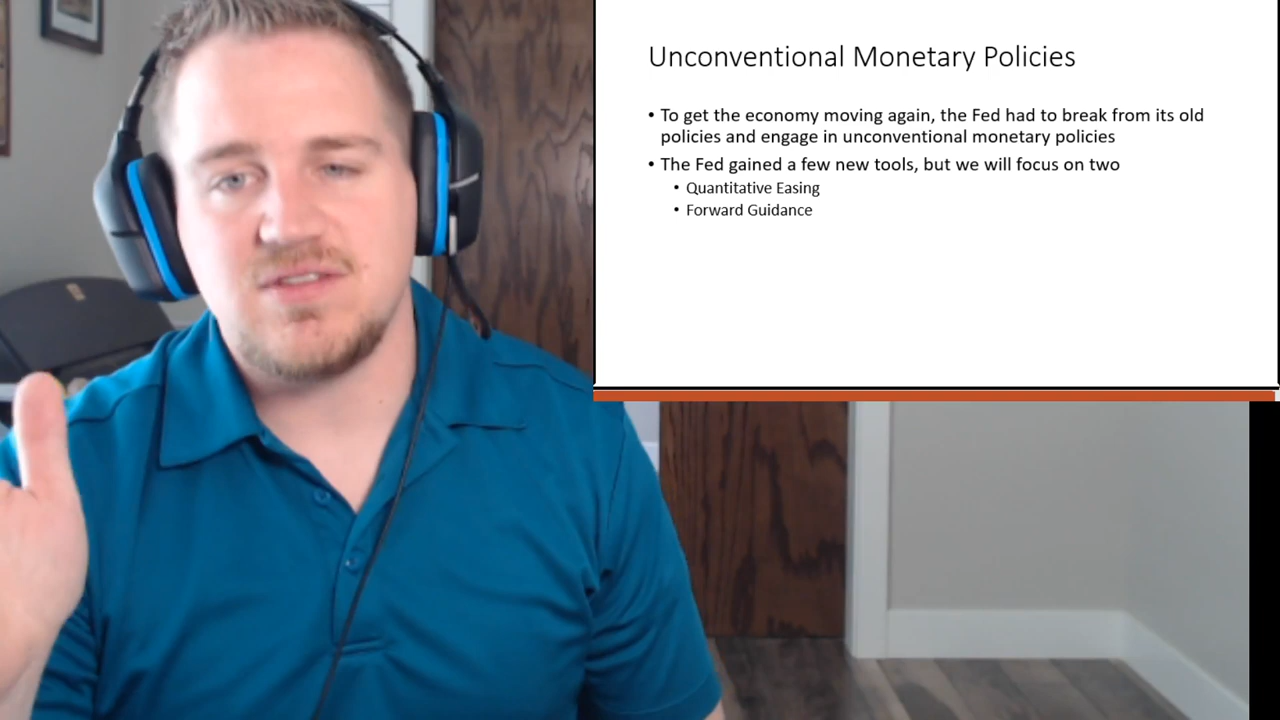 Unconventional Monetary Policies
• To get the economy moving again, the Fed had to break from its old
policies and engage in unconventional monetary policies
• The Fed gained a few new tools, but we will focus on two
• Quantitative Easing
• Forward Guidance